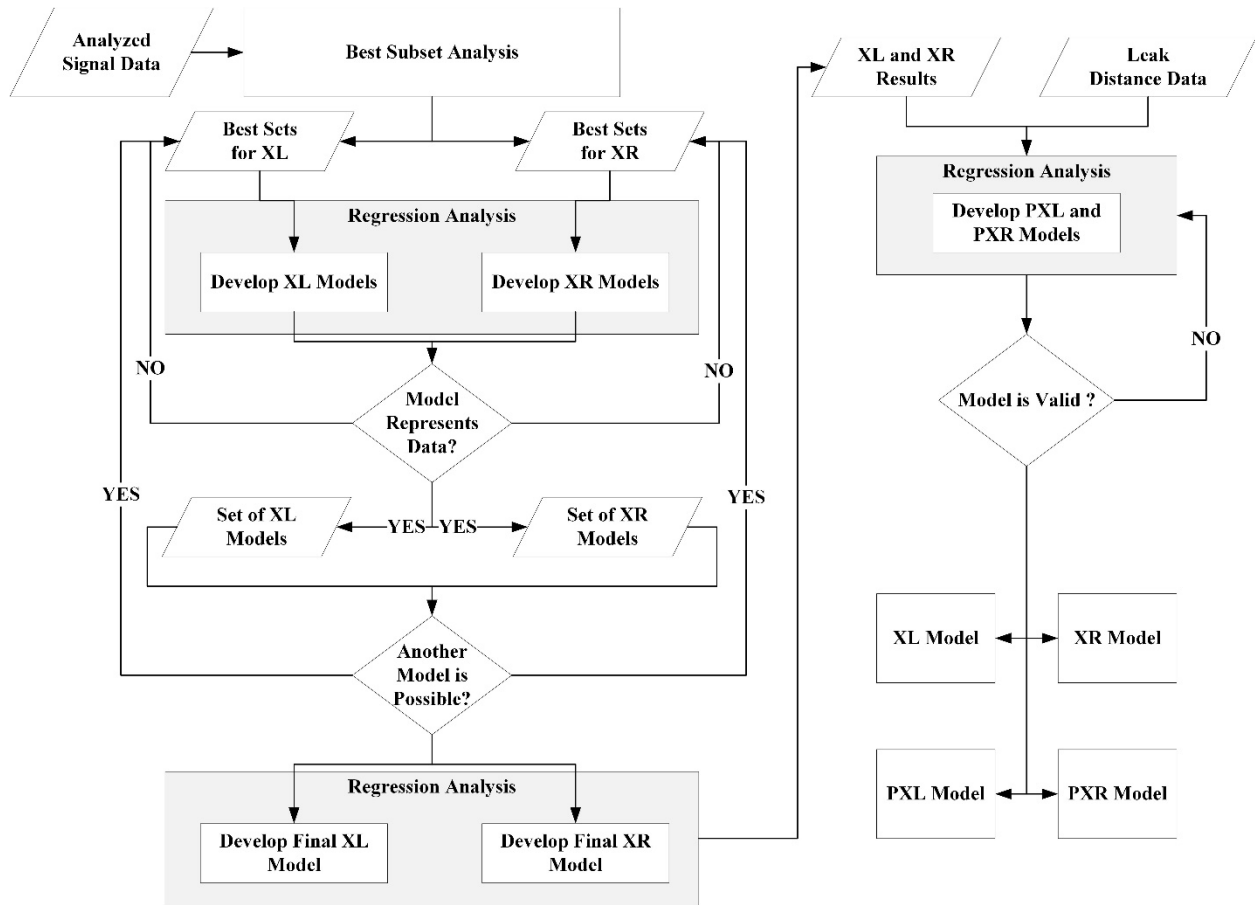 Analyzed
Signal Data
Best Subset Analysis
Best Sets
for XL
Best Sets
for XR
Regression Analysis
Develop XL Models
Develop XR Models
NO
NO
Model
Represents
Data?
YES
YES
Set of XL
Models
YES
YES
Set of XR
Models
Another
Model is
Possible?
Regression Analysis
Develop Final XL
Model
Develop Final XR
Model
XL and XR
Results
Leak
Distance Data
Regression Analysis
Develop PXL and
PXR Models
NO
Model is Valid ?
XL Model
XR Model
PXL Model
PXR Model